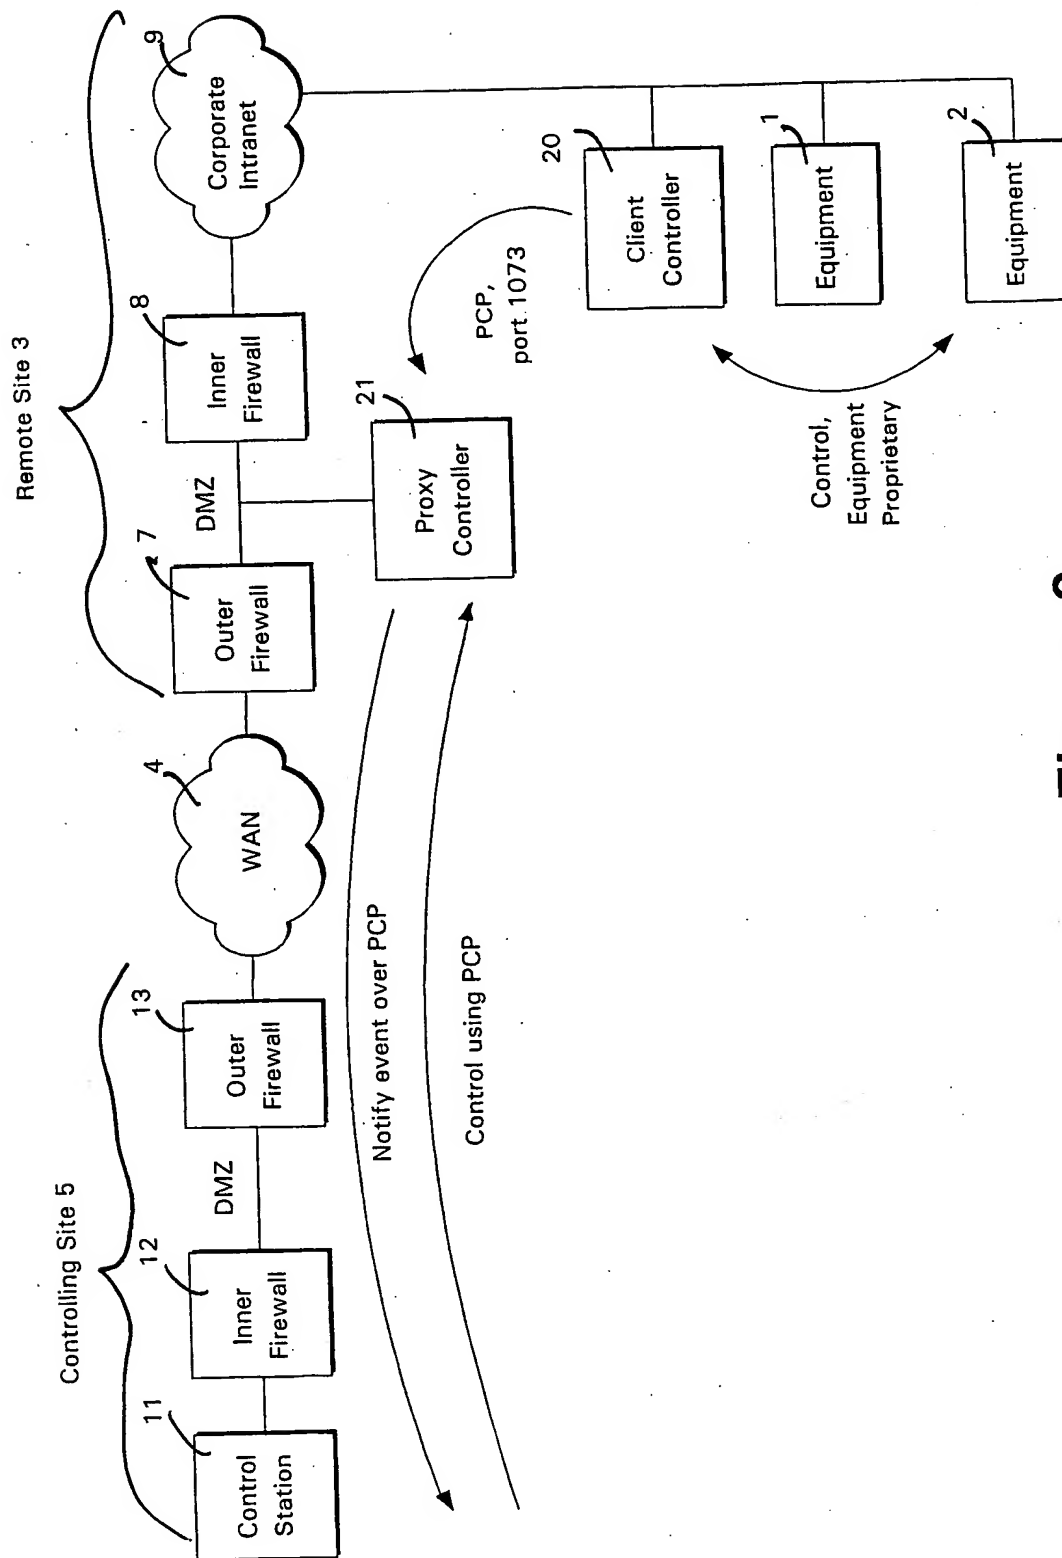 Controlling Site 5
Remote Site 3
11
Control
Station
12
Inner
Firewall
DMZ
13
Outer
Firewall
4
WAN
7
Outer
Firewall
DMZ
8
Inner
Firewall
9
Corporate
Intranet
Notify event over PCP
Control using PCP
21
Proxy
Controller
PCP,
port 1073
20
Client
Controller
1
Equipment
2
Equipment
Control,
Equipment
Proprietary